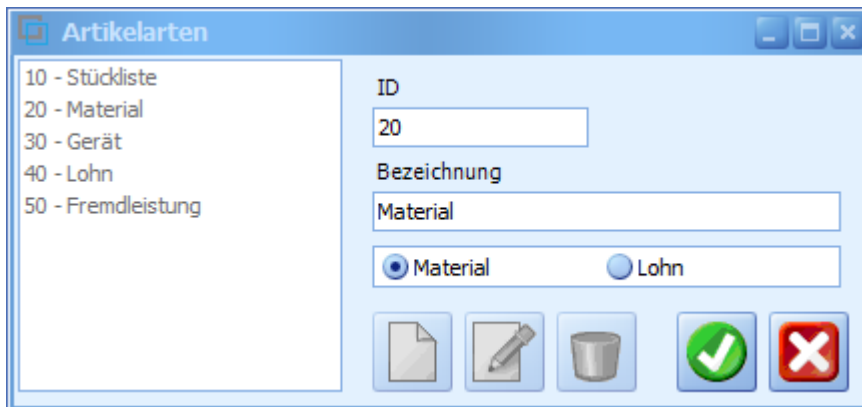 Artikelarten
10 - Stückliste
20 - Material
30 - Gerät
40 - Lohn
50 - Fremdleistung
ID
20
Bezeichnung
Material
Material Lohn